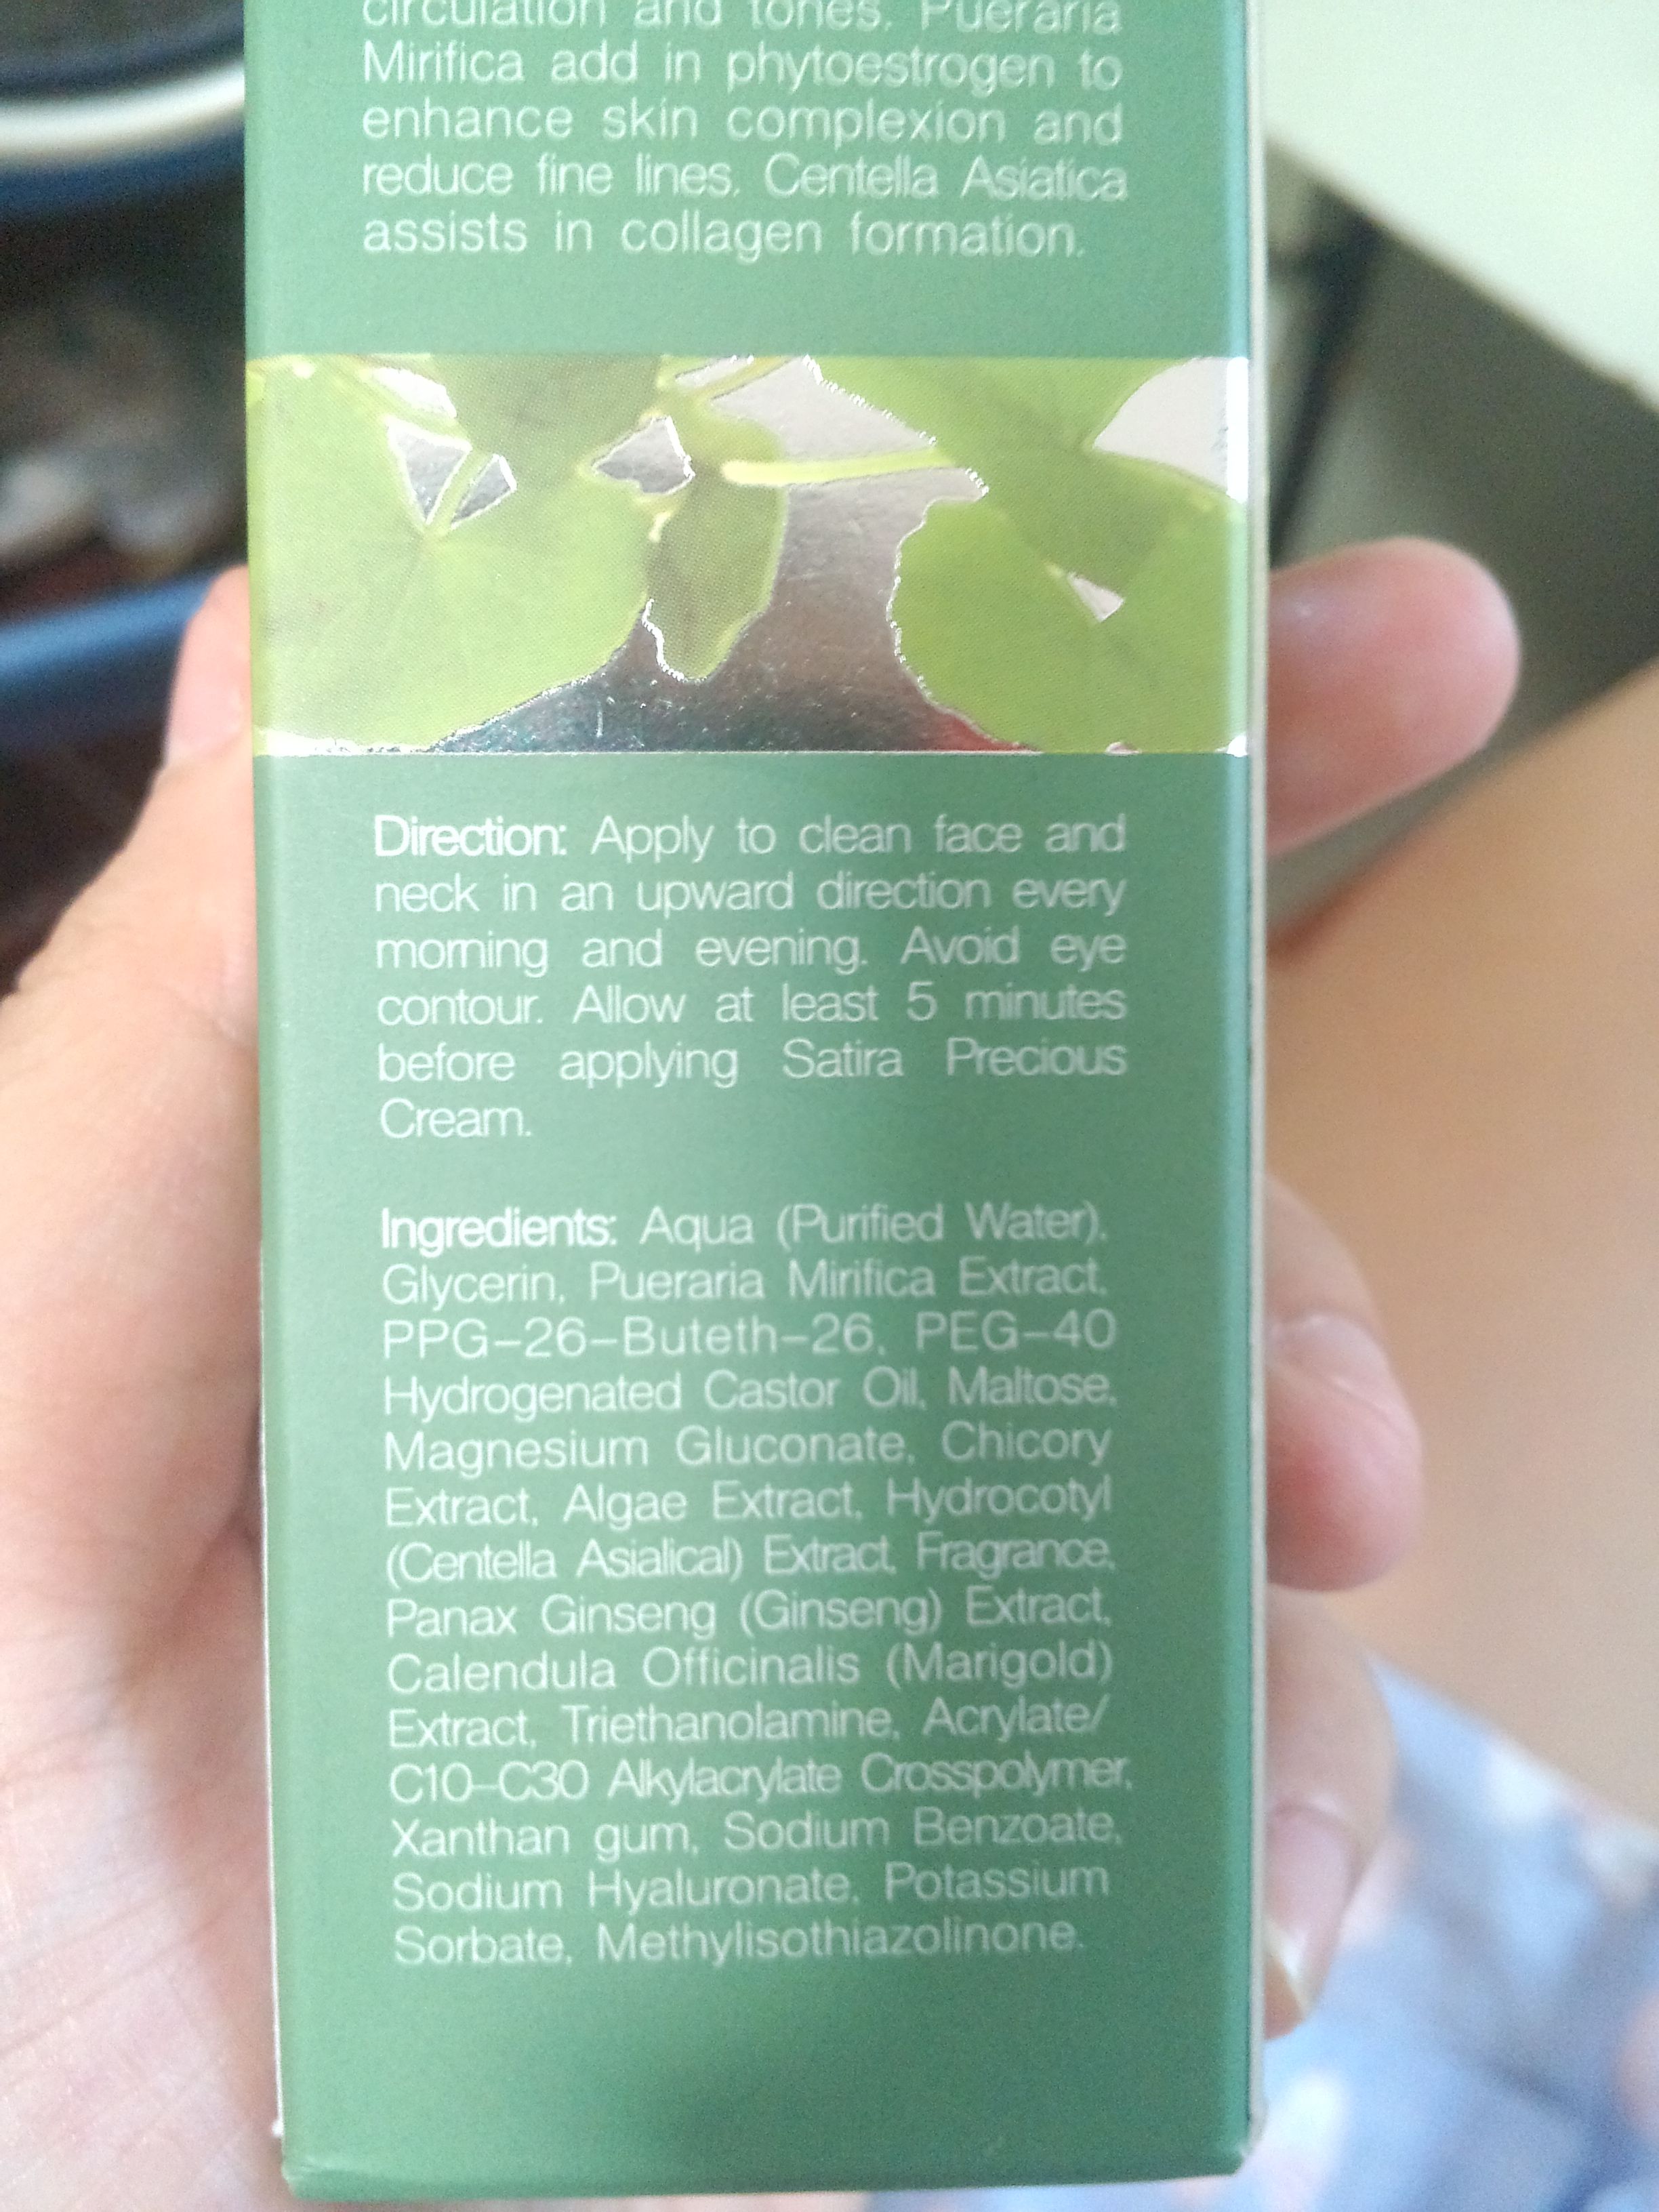 circulation and tones. Pueraria
Mirifica add in phytoestrogen to
enhance skin complexion and
reduce fine lines. Centella Asiatica
assists in collagen formation.
Direction: Apply to clean face and
neck in an upward direction every
morning and evening. Avoid eye
contour. Allow at least 5 minutes
before applying Satira Precious
Cream.
Ingredients: Aqua (Purified Water),
Glycerin, Pueraria Mirifica Extract,
PPG-26-Buteth-26, PEG-40
Hydrogenated Castor Oil, Maltose,
Magnesium Gluconate, Chicory
Extract, Algae Extract, Hydrocotyl
(Centella Asialical) Extract, Fragrance,
Panax Ginseng (Ginseng) Extract,
Calendula Officinalis (Marigold)
Extract, Triethanolamine, Acrylate/
C10-C30 Alkylacrylate Crosspolymer,
Xanthan gum, Sodium Benzoate,
Sodium Hyaluronate, Potassium
Sorbate, Methylisothiazolinone.